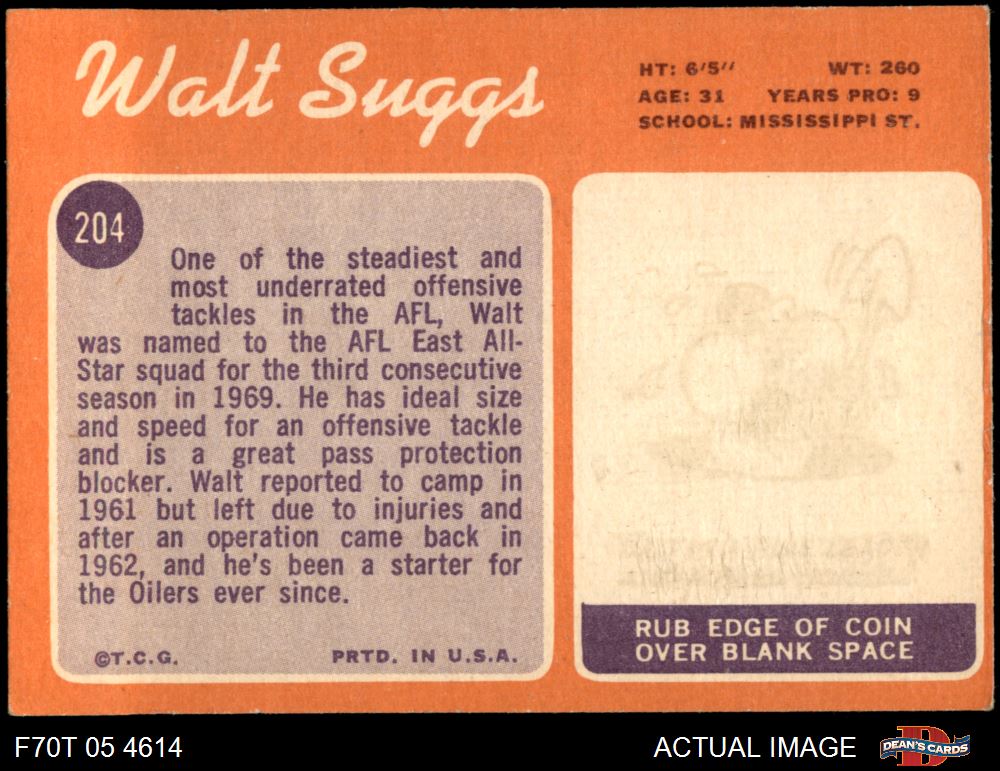 Walt Suggs
HT: 6'5'' WT: 260
AGE: 31 YEARS PRO: 9
SCHOOL: MISSISSIPPI ST.
204
One of the steadiest and
most underrated offensive
tackles in the AFL, Walt
was named to the AFL East All-
Star squad for the third consecutive
season in 1969. He has ideal size
and speed for an offensive tackle
and is a great pass protection
blocker. Walt reported to camp in
1961 but left due to injuries and
after an operation came back in
1962, and he's been a starter for
the Oilers ever since.
©T.C.G. PRTD. IN U.S.A.
RUB EDGE OF COIN
OVER BLANK SPACE
F70T 05 4614
ACTUAL IMAGE
DEAN'S CARDS